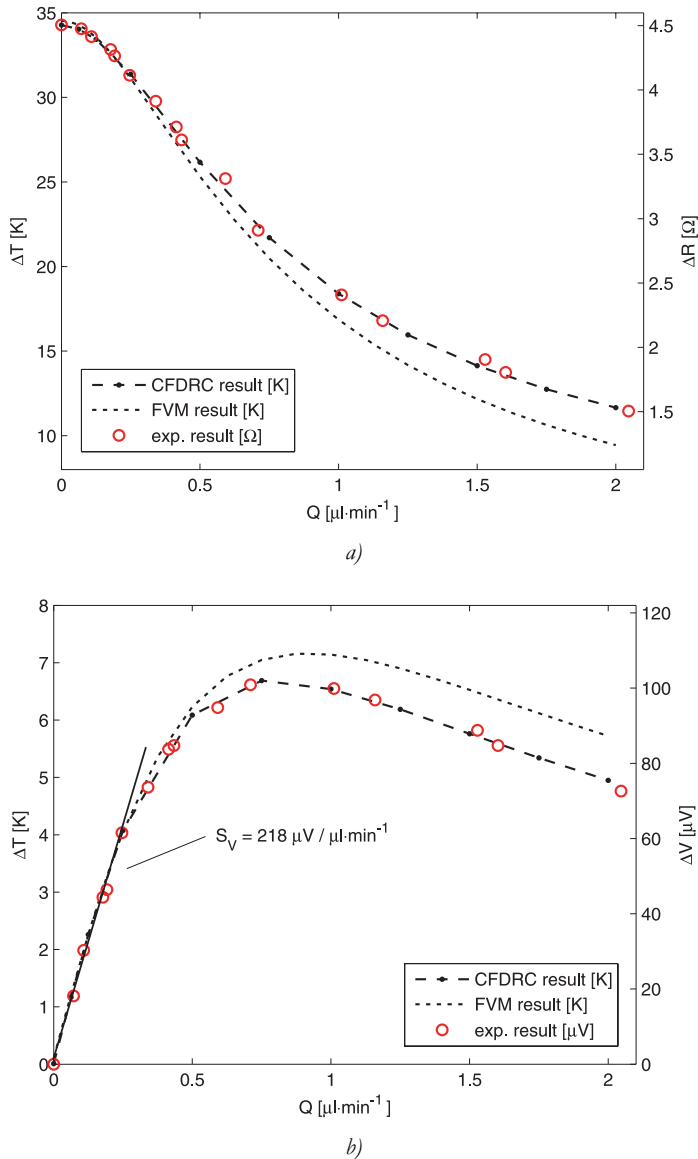 35
30
25
20
15
10
ΔT [K]
4.5
4
3.5
3
2.5
2
1.5
ΔR [Ω]
CFDRC result [K]
FVM result [K]
exp. result [Ω]
0
0.5
1
1.5
2
Q [μl·min⁻¹]
a)
8
7
6
5
4
3
2
1
0
ΔT [K]
120
100
80
60
40
20
0
ΔV [μV]
S_V = 218 μV / μl·min⁻¹
CFDRC result [K]
FVM result [K]
exp. result [μV]
0
0.5
1
1.5
2
Q [μl·min⁻¹]
b)